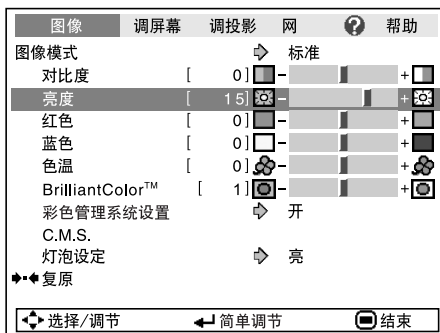 图像 调屏幕 调投影 网 ? 帮助
图像模式 标准
对比度 [ 0] - +
亮度 [ 15] - +
红色 [ 0] - +
蓝色 [ 0] - +
色温 [ 0] - +
BrilliantColor™ [ 1] - +
彩色管理系统设置 开
C.M.S.
灯泡设定 亮
复原
选择/调节 简单调节 结束